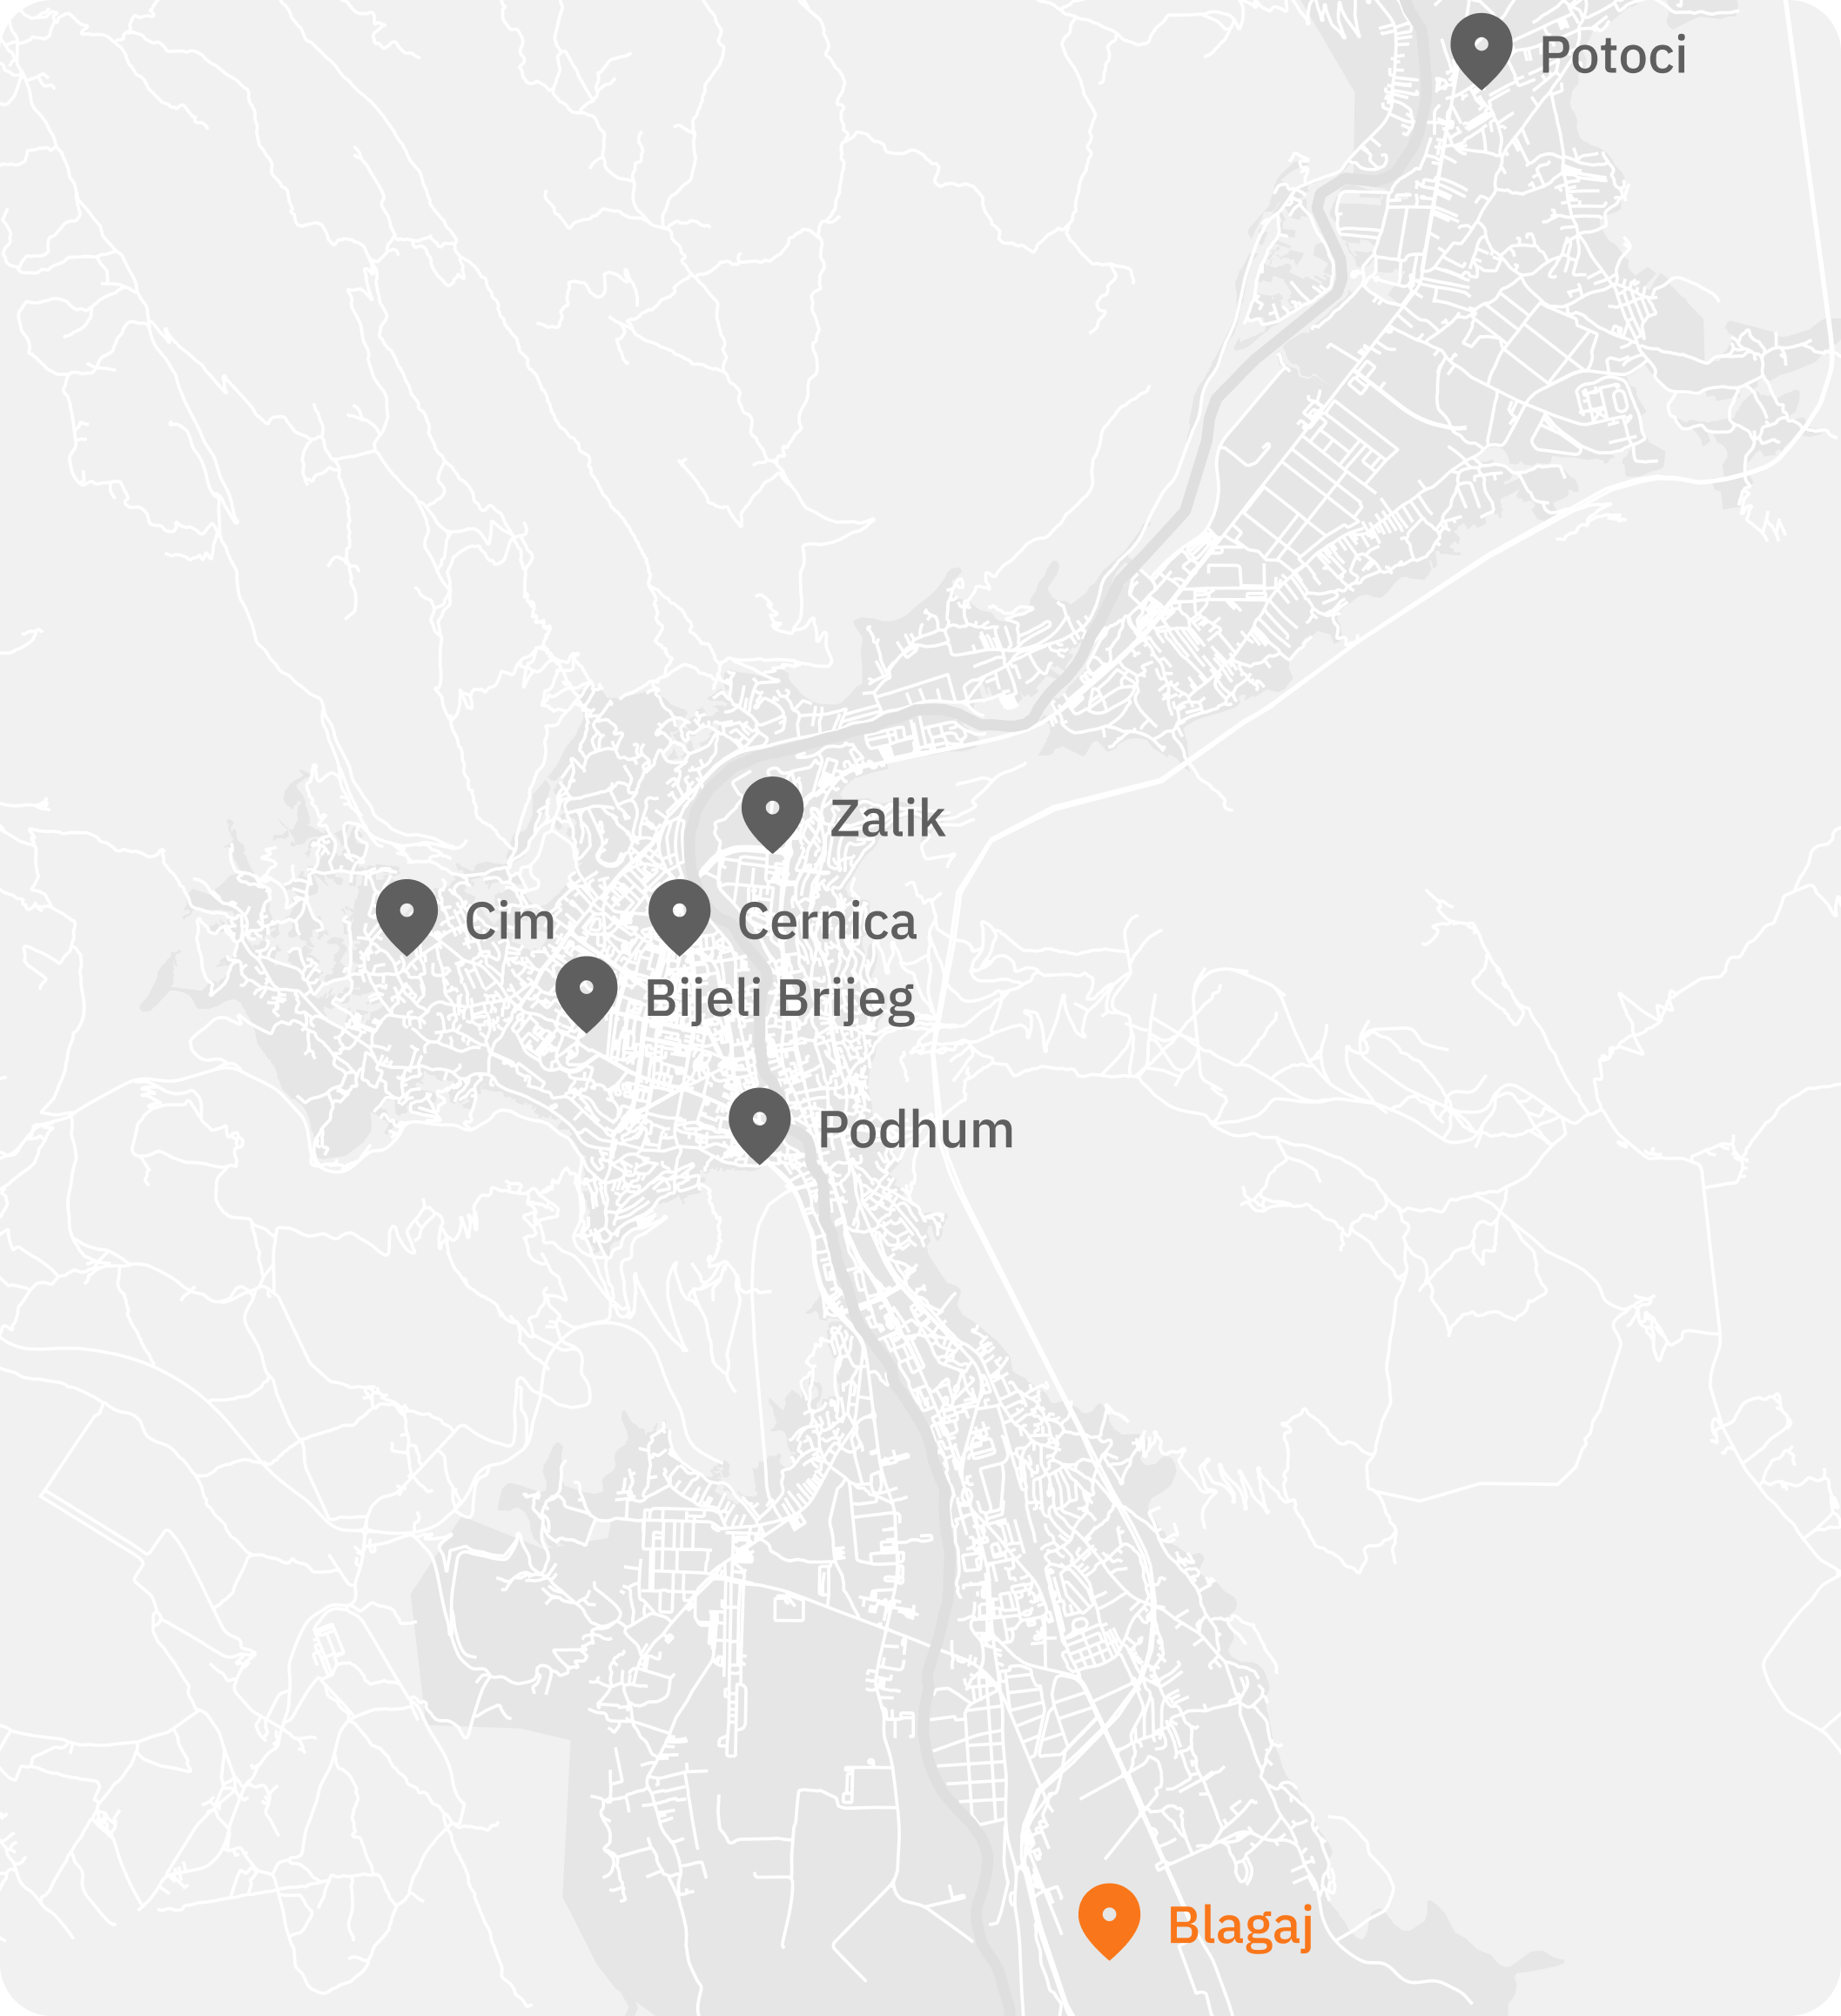 Potoci
Zalik
Cim
Cernica
Bijeli Brijeg
Podhum
Blagaj